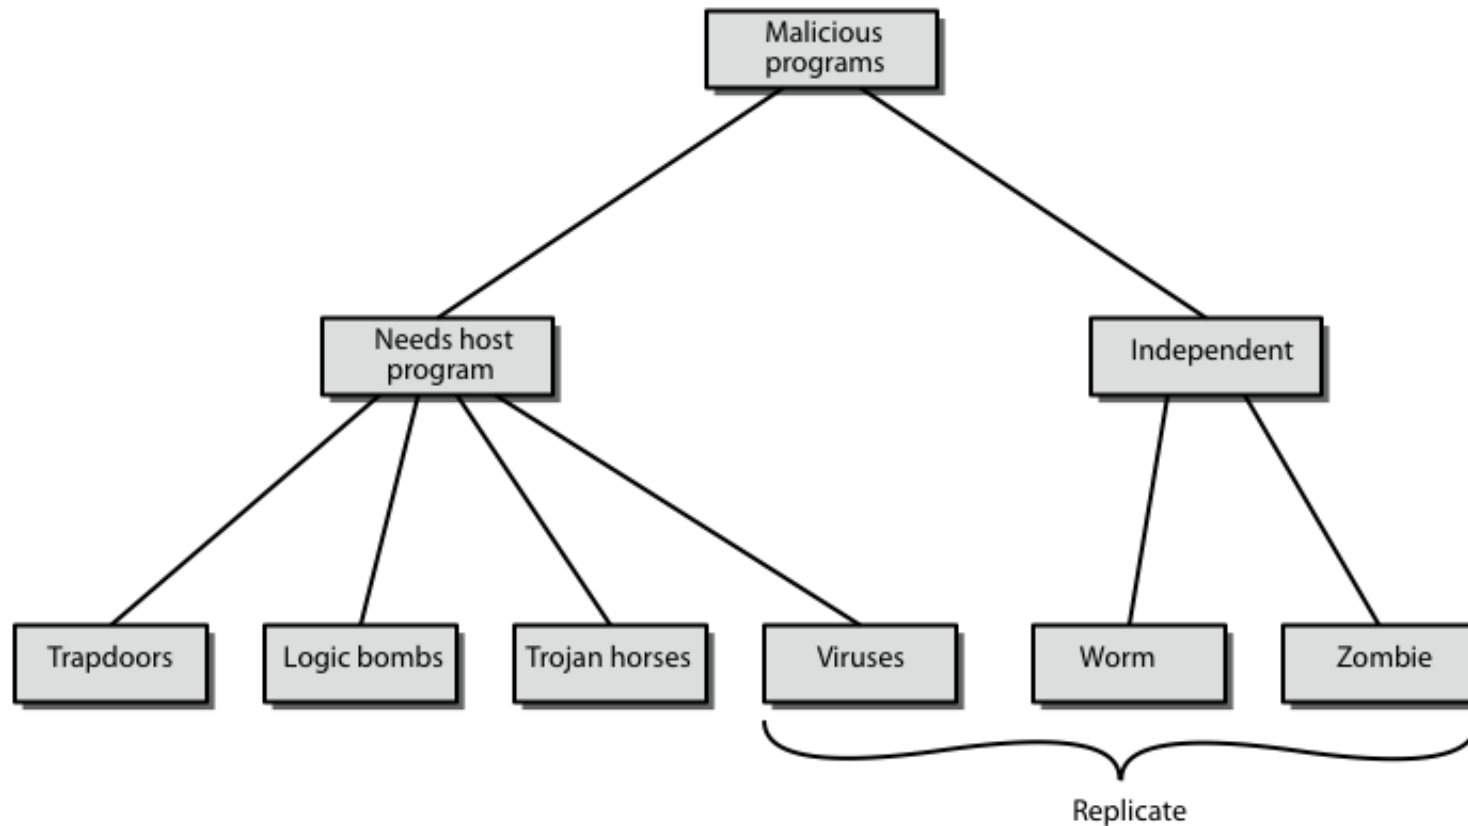 Malicious
programs
Needs host
program
Independent
Trapdoors
Logic bombs
Trojan horses
Viruses
Worm
Zombie
Replicate